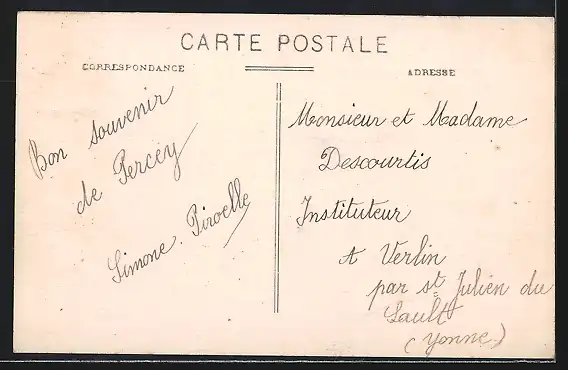 CARTE POSTALE
CORRESPONDANCE
ADRESSE
Bon souvenir
de Percey
Simone Piroelle
Monsieur et Madame
Descourtis
Instituteur
A Verlin
par st Julien du
Sault
(Yonne)